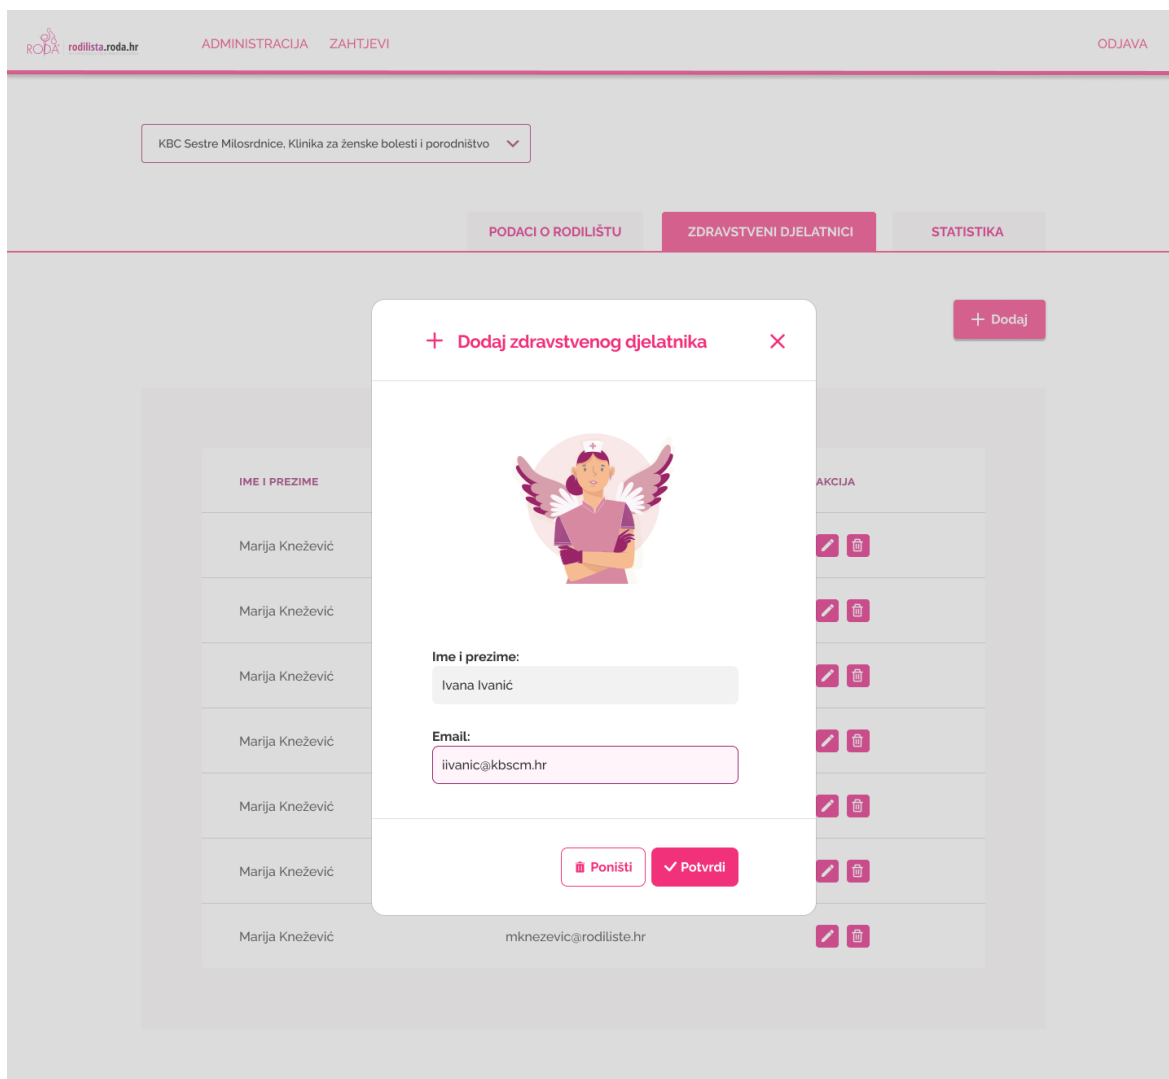 RODA rodilista.roda.hr ADMINISTRACIJA ZAHTJEVI ODJAVA
KBC Sestre Milosrdnice, Klinika za ženske bolesti i porodništvo
PODACI O RODILIŠTU ZDRAVSTVENI DJELATNICI STATISTIKA
+ Dodaj
+ Dodaj zdravstvenog djelatnika
IME I PREZIME AKCIJA
Marija Knežević
Marija Knežević
Ime i prezime:
Marija Knežević
Ivana Ivanić
Email:
Marija Knežević
iivanic@kbscm.hr
Marija Knežević
Marija Knežević
Poništi Potvrdi
Marija Knežević mknezevic@rodiliste.hr